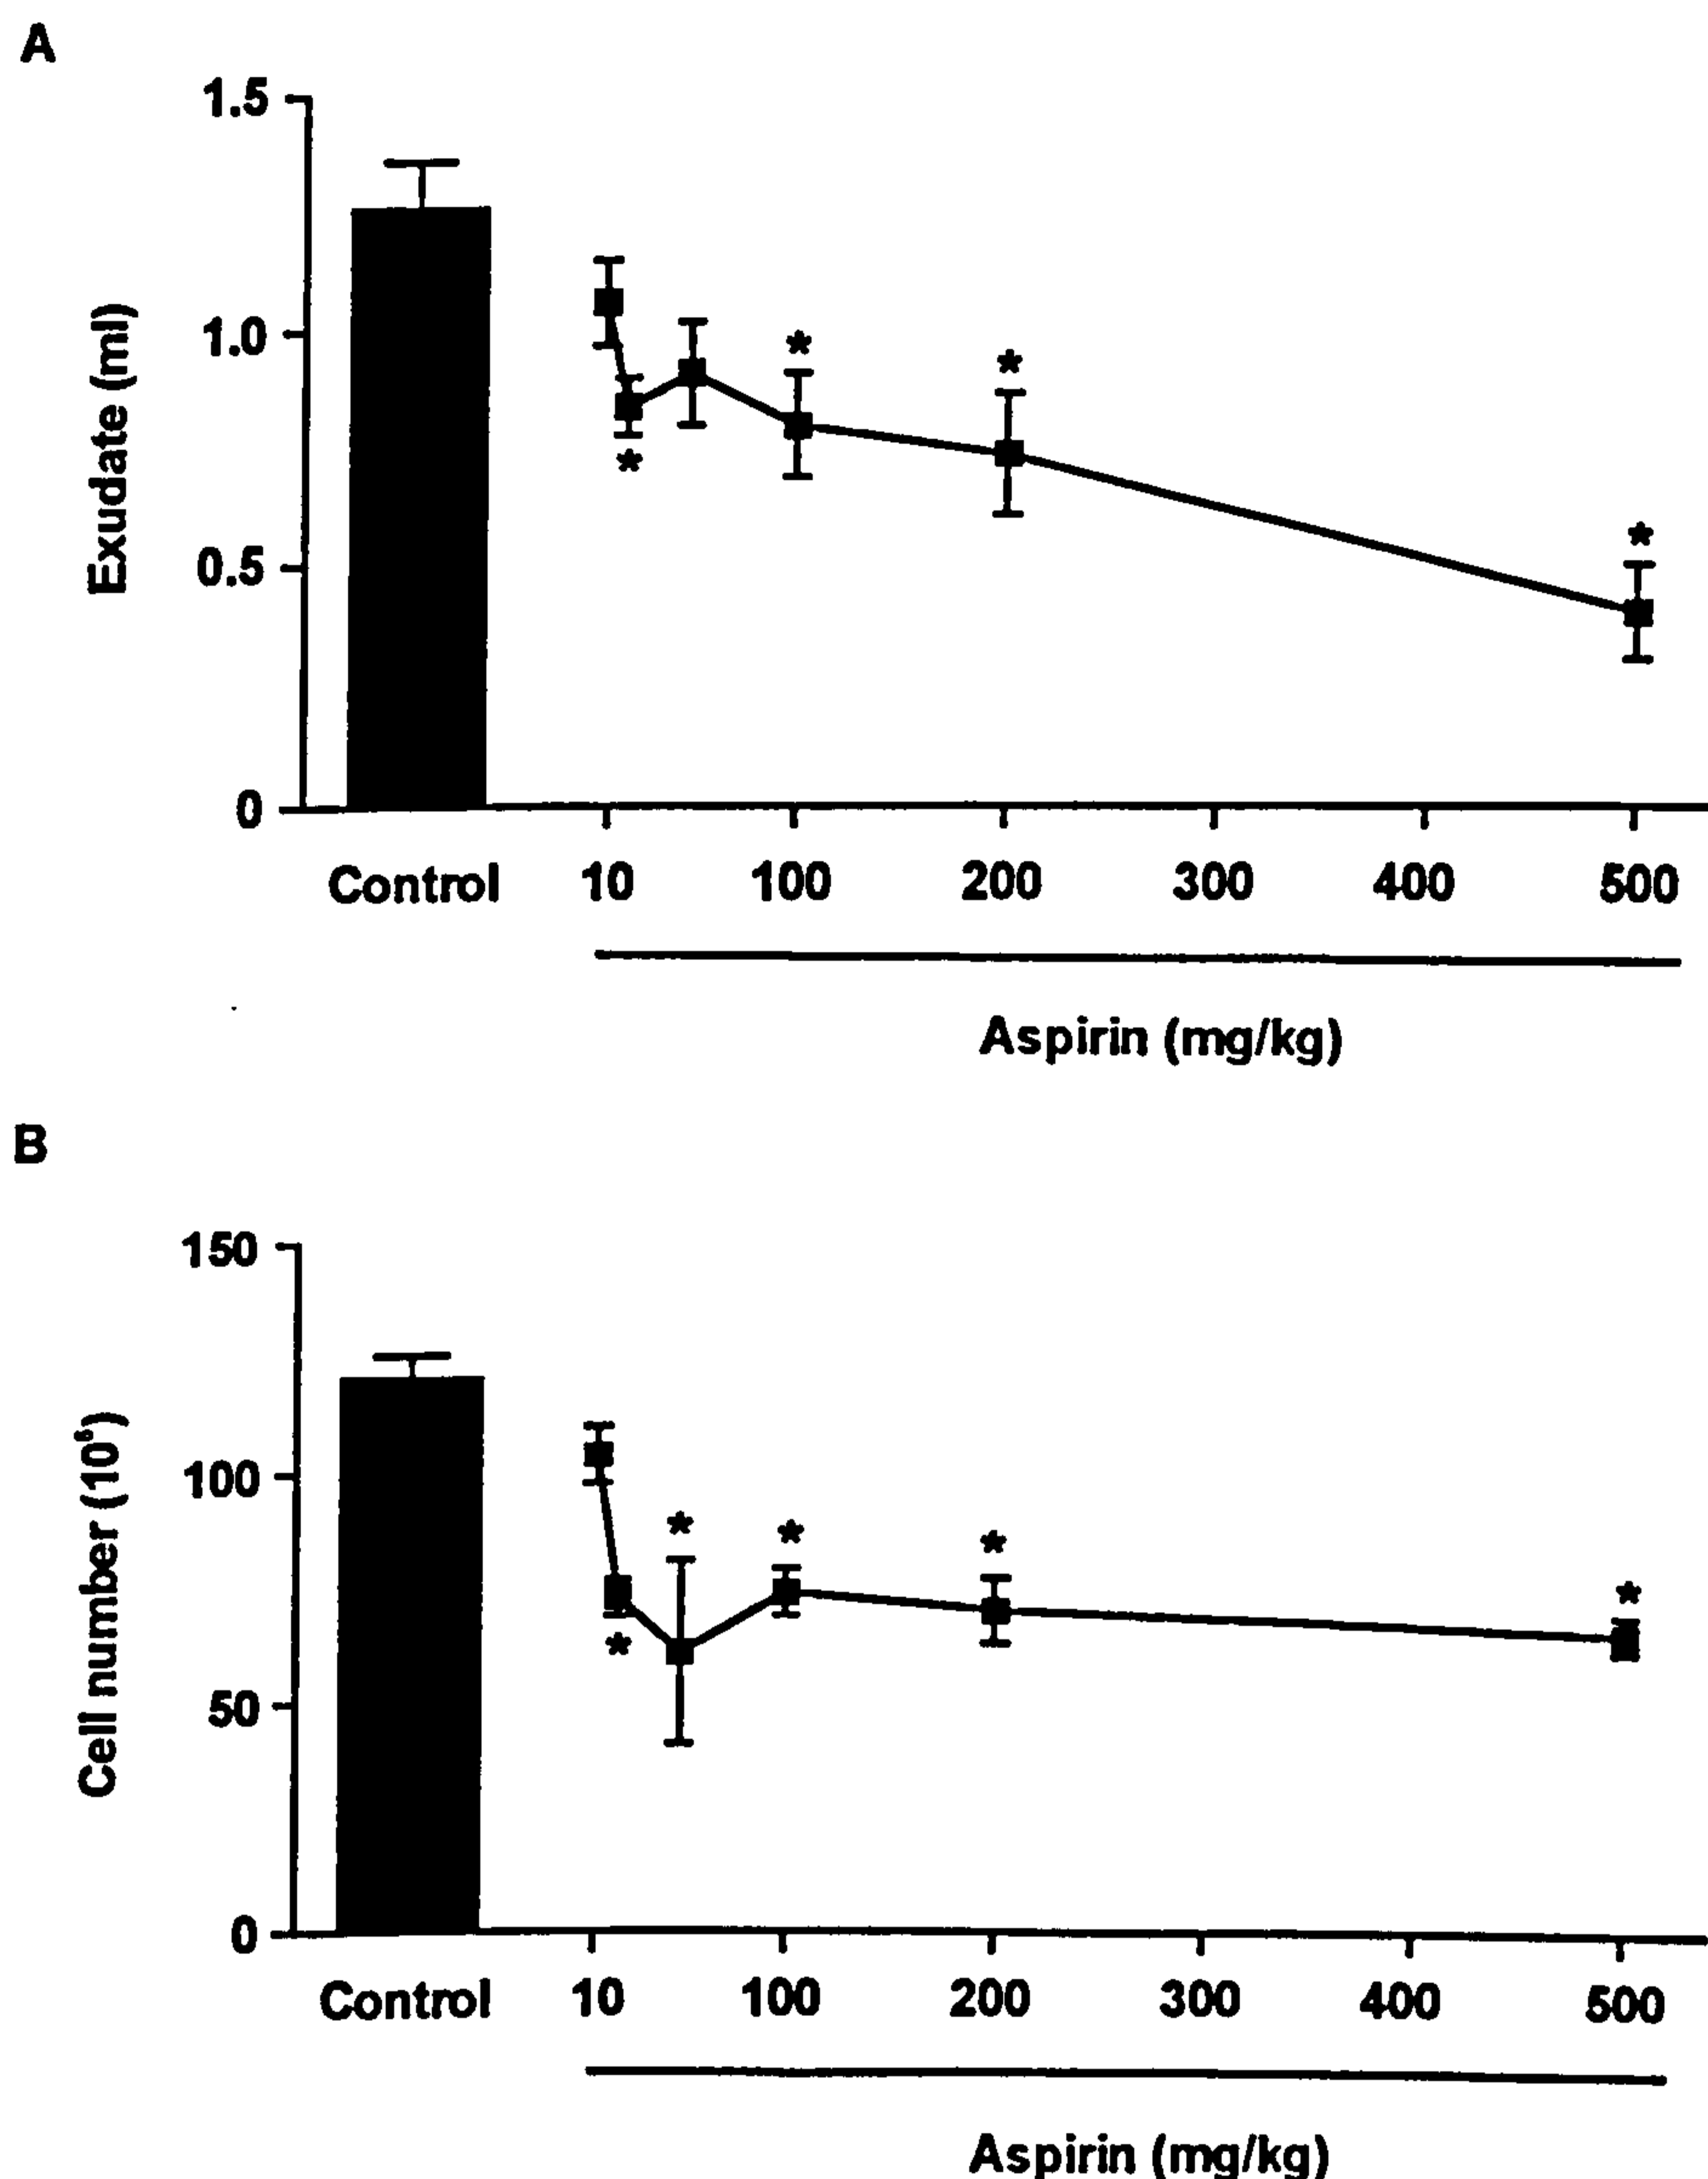 A
1.5
1.0
0.5
0
Exudate (ml)
*
*
*
*
Control 10 100 200 300 400 500
Aspirin (mg/kg)
B
150
100
50
0
Cell number (10⁶)
*
*
*
*
*
Control 10 100 200 300 400 500
Aspirin (mg/kg)